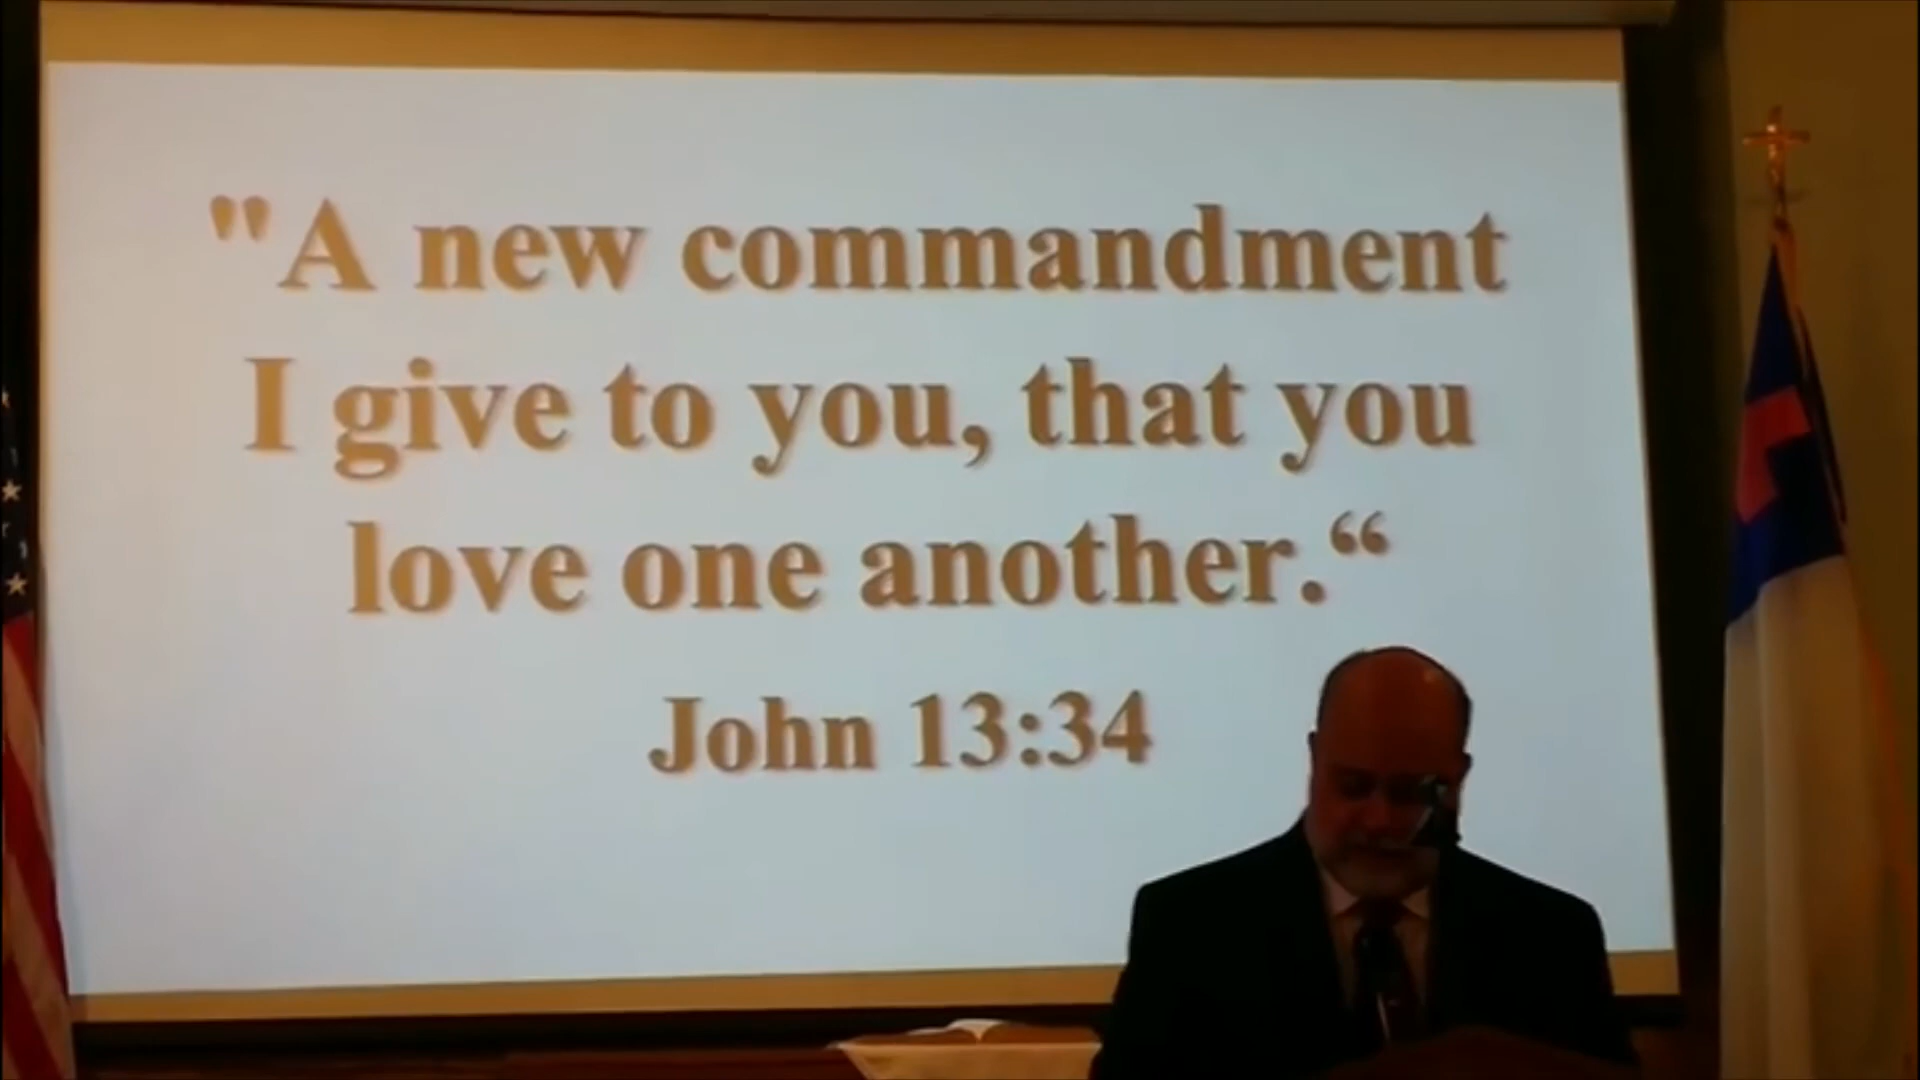 "A new commandment
I give to you, that you
love one another.“
John 13:34